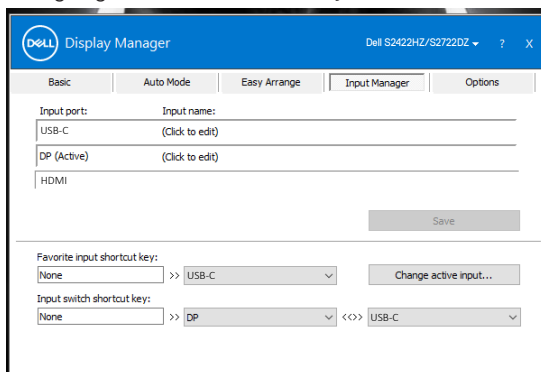 DELL Display Manager Dell S2422HZ/S2722DZ ? X
Basic Auto Mode Easy Arrange Input Manager Options
Input port: Input name:
USB-C (Click to edit)
DP (Active) (Click to edit)
HDMI
Save
Favorite input shortcut key:
None >> USB-C Change active input...
Input switch shortcut key:
None >> DP <<>> USB-C